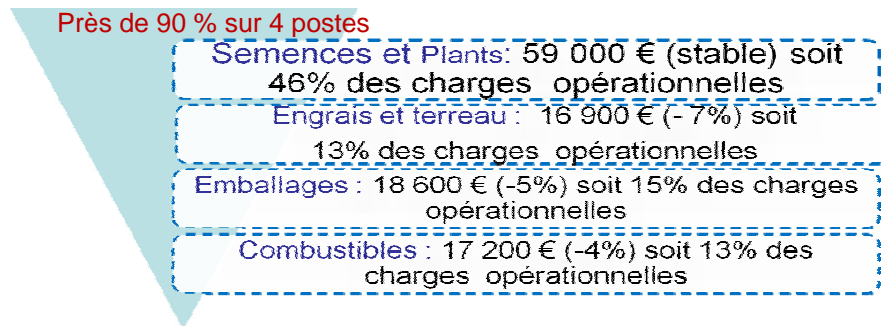 Près de 90 % sur 4 postes
Semences et Plants: 59 000 € (stable) soit
46% des charges opérationnelles
Engrais et terreau : 16 900 € (- 7%) soit
13% des charges opérationnelles
Emballages : 18 600 € (-5%) soit 15% des charges
opérationnelles
Combustibles : 17 200 € (-4%) soit 13% des
charges opérationnelles